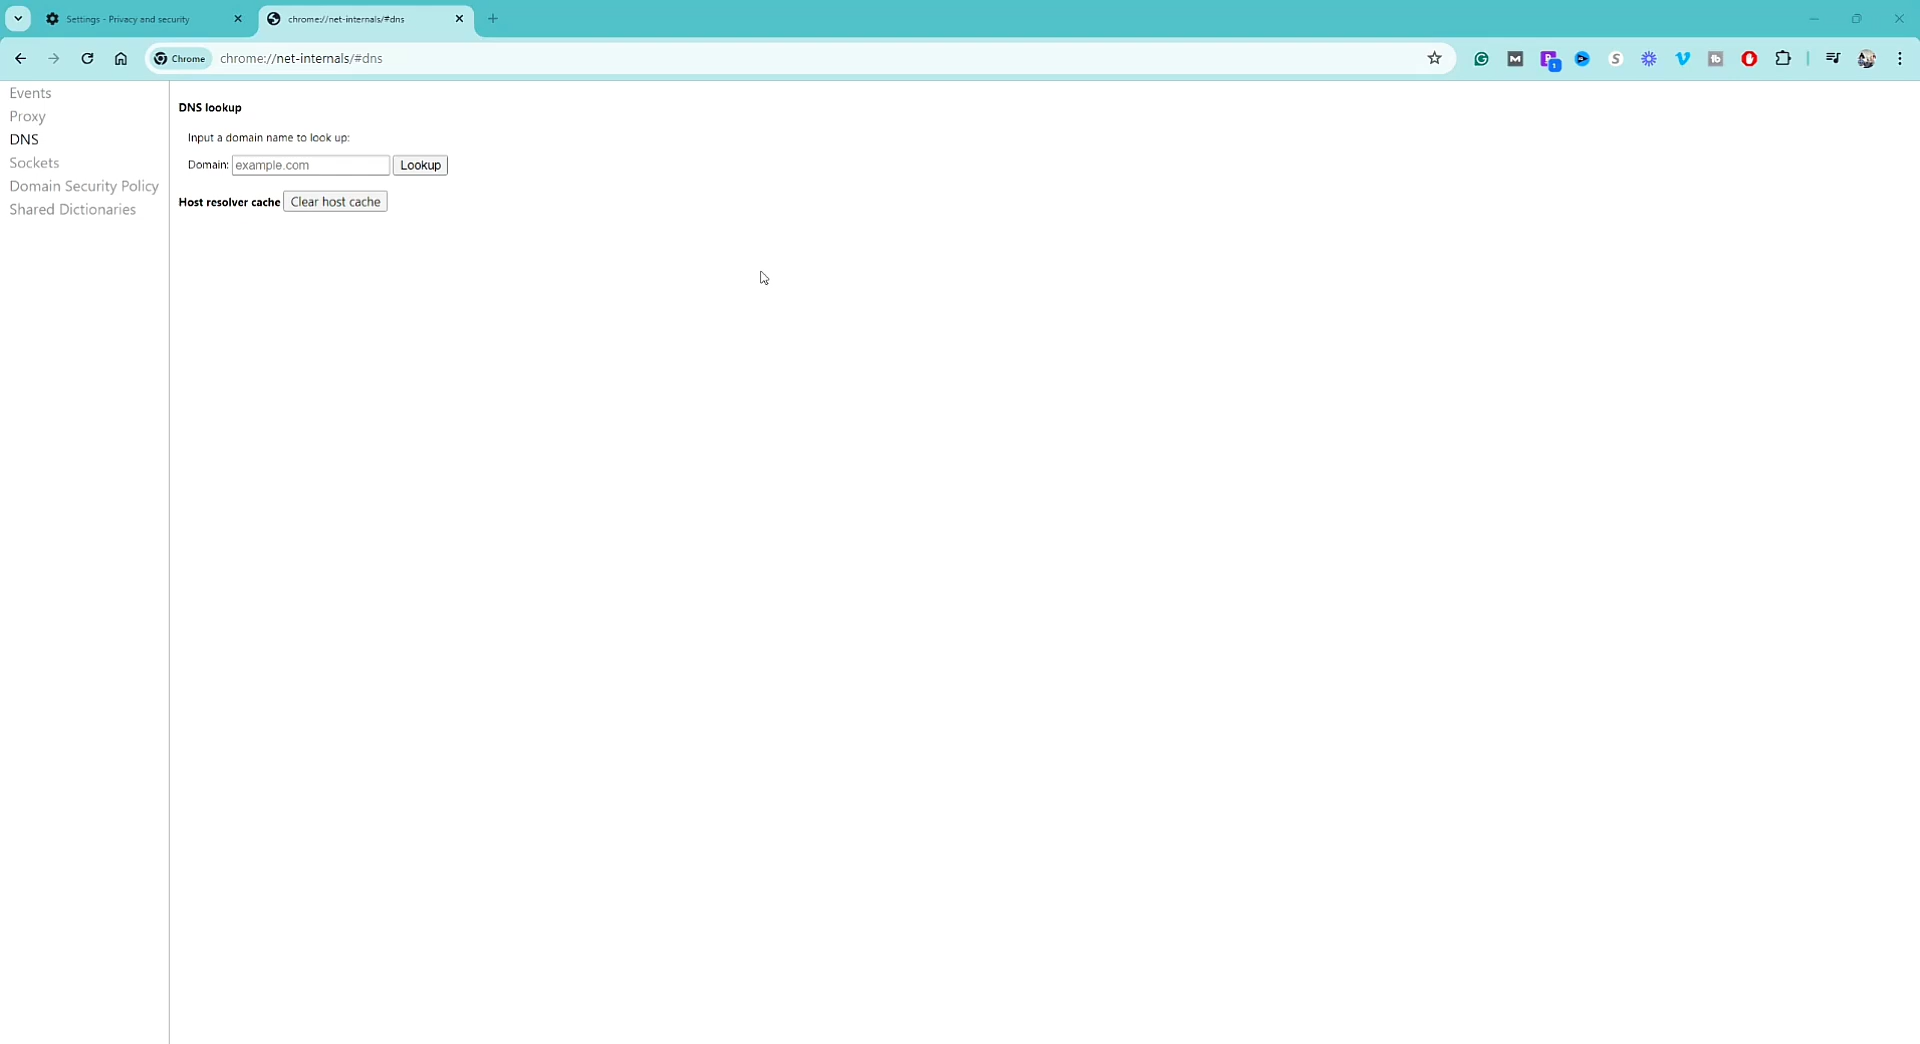 Settings - Privacy and security
chrome://net-internals/#dns
Chrome
chrome://net-internals/#dns
Events
Proxy
DNS
Sockets
Domain Security Policy
Shared Dictionaries
DNS lookup
Input a domain name to look up:
Domain: example.com Lookup
Host resolver cache Clear host cache